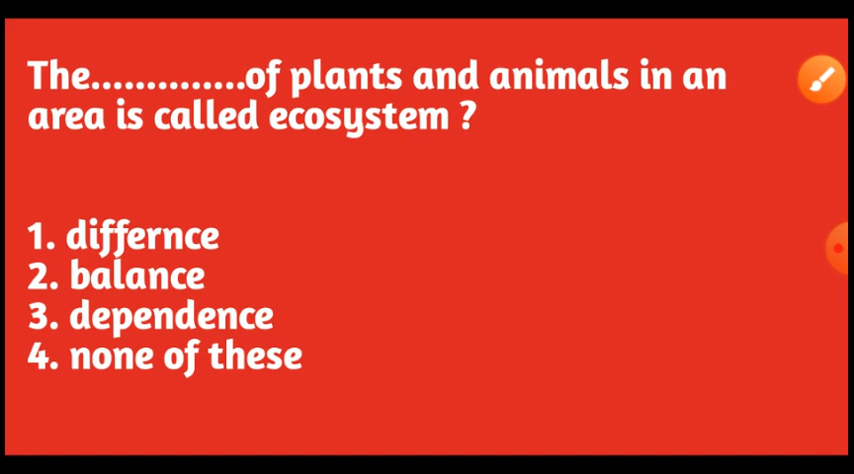 The..............of plants and animals in an
area is called ecosystem ?
1. differnce
2. balance
3. dependence
4. none of these